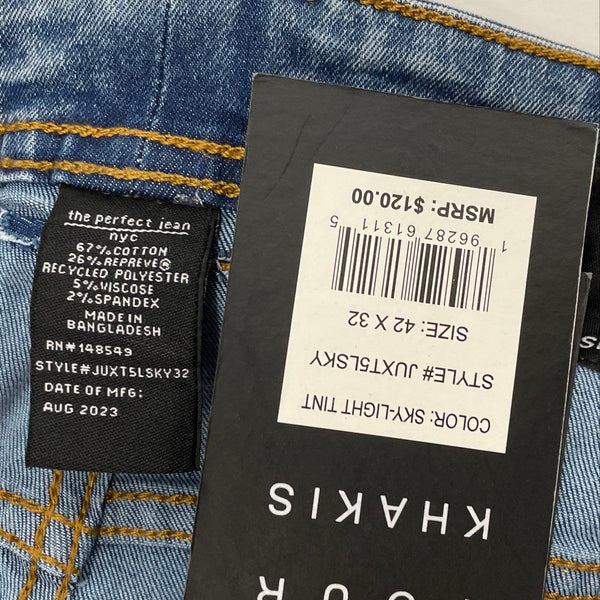 the perfect jean
nyc
67%COTTON
26%REPREVE®
RECYCLED POLYESTER
5%VISCOSE
2%SPANDEX
MADE IN
BANGLADESH
RN#148549
STYLE#JUXT5LSKY32
DATE OF MFG:
AUG 2023
KHAKIS
COLOR: SKY-LIGHT TINT
STYLE# JUXT5LSKY
SIZE: 42 X 32
1 96287 61311 5
MSRP: $120.00